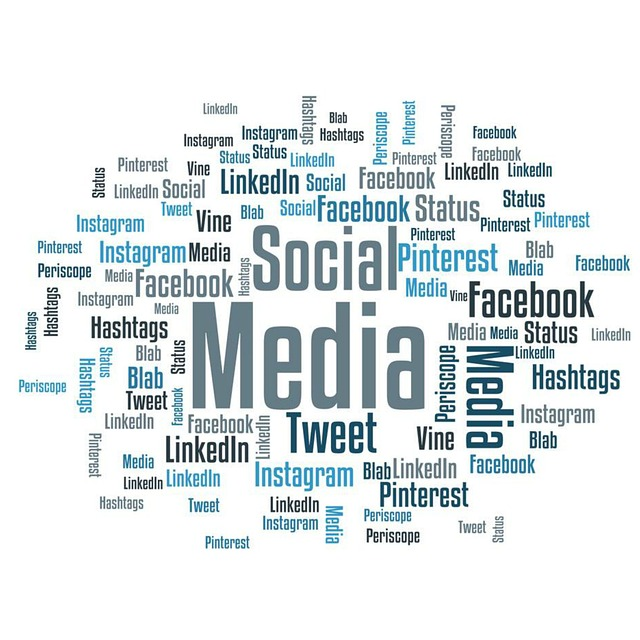 LinkedIn
Hashtags
Blab
Periscope
Pinterest
Periscope
Instagram
Instagram
Hashtags
Facebook
Status
Status
LinkedIn
Pinterest
Facebook
Pinterest
Vine
Status
LinkedIn
Social
Facebook
LinkedIn
LinkedIn
LinkedIn
Social
Tweet
Blab
Social
Facebook
Status
Status
Instagram
Vine
Pinterest
Pinterest
Pinterest
Pinterest
Instagram
Media
Social
Pinterest
Blab
Periscope
Media
Facebook
Hashtags
Media
Facebook
Instagram
Media
Media
Vine
Facebook
Hashtags
Hashtags
Hashtags
Media
Media
Media
Status
LinkedIn
Blab
Status
Status
Periscope
Media
LinkedIn
Periscope
Hashtags
Blab
Hashtags
Tweet
Facebook
LinkedIn
Facebook
LinkedIn
Tweet
Vine
Instagram
Pinterest
LinkedIn
Blab
Media
Instagram
Blab
LinkedIn
Facebook
LinkedIn
LinkedIn
Pinterest
Hashtags
Tweet
LinkedIn
Instagram
Media
Periscope
Periscope
Tweet
Status
Pinterest